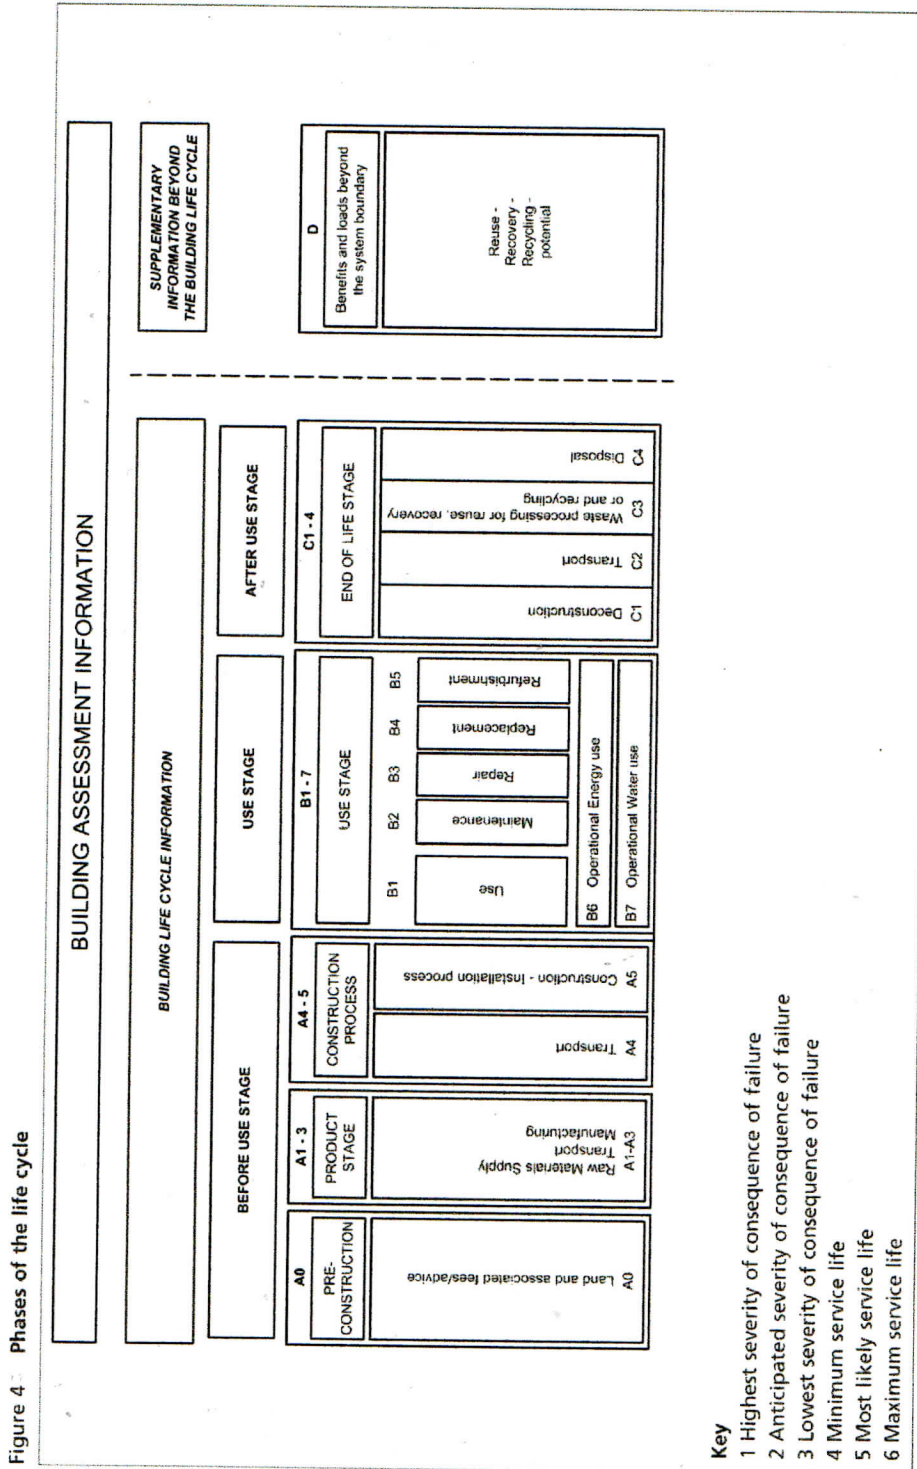 Figure 4 Phases of the life cycle
BUILDING ASSESSMENT INFORMATION
BUILDING LIFE CYCLE INFORMATION
SUPPLEMENTARY
INFORMATION BEYOND
THE BUILDING LIFE CYCLE
BEFORE USE STAGE
USE STAGE
AFTER USE STAGE
A0
PRE-
CONSTRUCTION
Land and associated fees/advice
A0
A1 - 3
PRODUCT
STAGE
Raw Materials Supply
Transport
Manufacturing
A1-A3
A4 - 5
CONSTRUCTION
PROCESS
Transport
A4
Construction - Installation process
A5
B1 - 7
USE STAGE
B1
Use
B2
Maintenance
B3
Repair
B4
Replacement
B5
Refurbishment
B6 Operational Energy use
B7 Operational Water use
C1 - 4
END OF LIFE STAGE
C1 Deconstruction
C2 Transport
C3 Waste processing for reuse, recovery
or and recycling
C4 Disposal
D
Benefits and loads beyond
the system boundary
Reuse -
Recovery -
Recycling -
potential
Key
1 Highest severity of consequence of failure
2 Anticipated severity of consequence of failure
3 Lowest severity of consequence of failure
4 Minimum service life
5 Most likely service life
6 Maximum service life